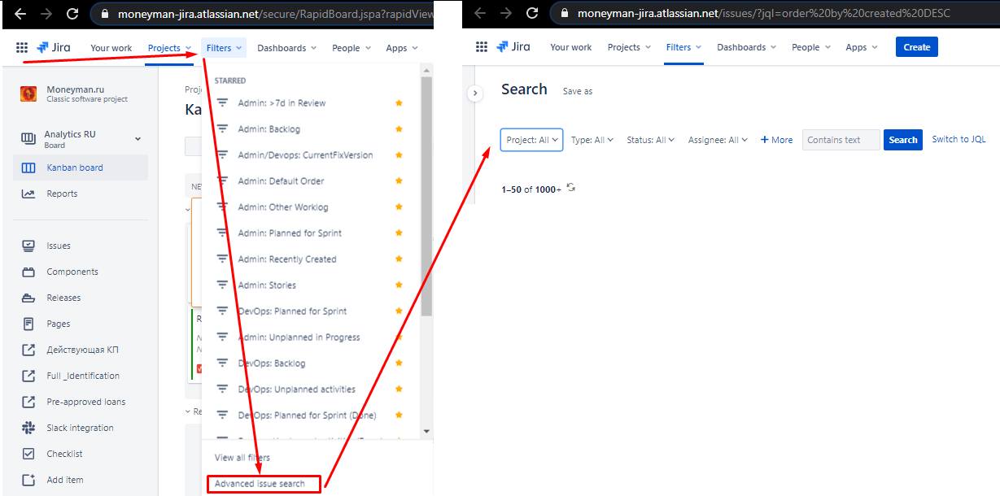 moneyman-jira.atlassian.net/secure/RapidBoard.jspa?rapidView
Jira Your work Projects Filters Dashboards People Apps
Moneyman.ru
Classic software project
Analytics RU
Board
Kanban board
Reports
Issues
Components
Releases
Pages
Действующая КП
Full _Identification
Pre-approved loans
Slack integration
Checklist
Add item
Proj
Ka
NE
R
N
N
Re
STARRED
Admin: >7d in Review
Admin: Backlog
Admin/Devops: CurrentFixVersion
Admin: Default Order
Admin: Other Worklog
Admin: Planned for Sprint
Admin: Recently Created
Admin: Stories
DevOps: Planned for Sprint
Admin: Unplanned in Progress
DevOps: Backlog
DevOps: Unplanned activities
DevOps: Planned for Sprint (Done)
View all filters
Advanced issue search
moneyman-jira.atlassian.net/issues/?jql=order%20by%20created%20DESC
Jira Your work Projects Filters Dashboards People Apps Create
Search Save as
Project: All Type: All Status: All Assignee: All + More Contains text Search Switch to JQL
1–50 of 1000+